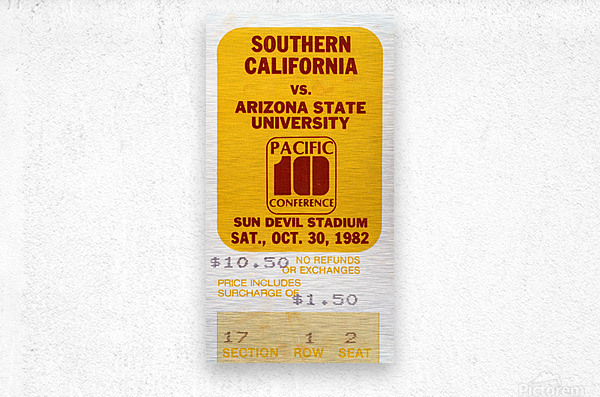 SOUTHERN
CALIFORNIA
VS.
ARIZONA STATE
UNIVERSITY
PACIFIC
10
CONFERENCE
SUN DEVIL STADIUM
SAT., OCT. 30, 1982
$10.50 NO REFUNDS
OR EXCHANGES
PRICE INCLUDES
SURCHARGE OF $1.50
17 1 2
SECTION ROW SEAT
Pictorem